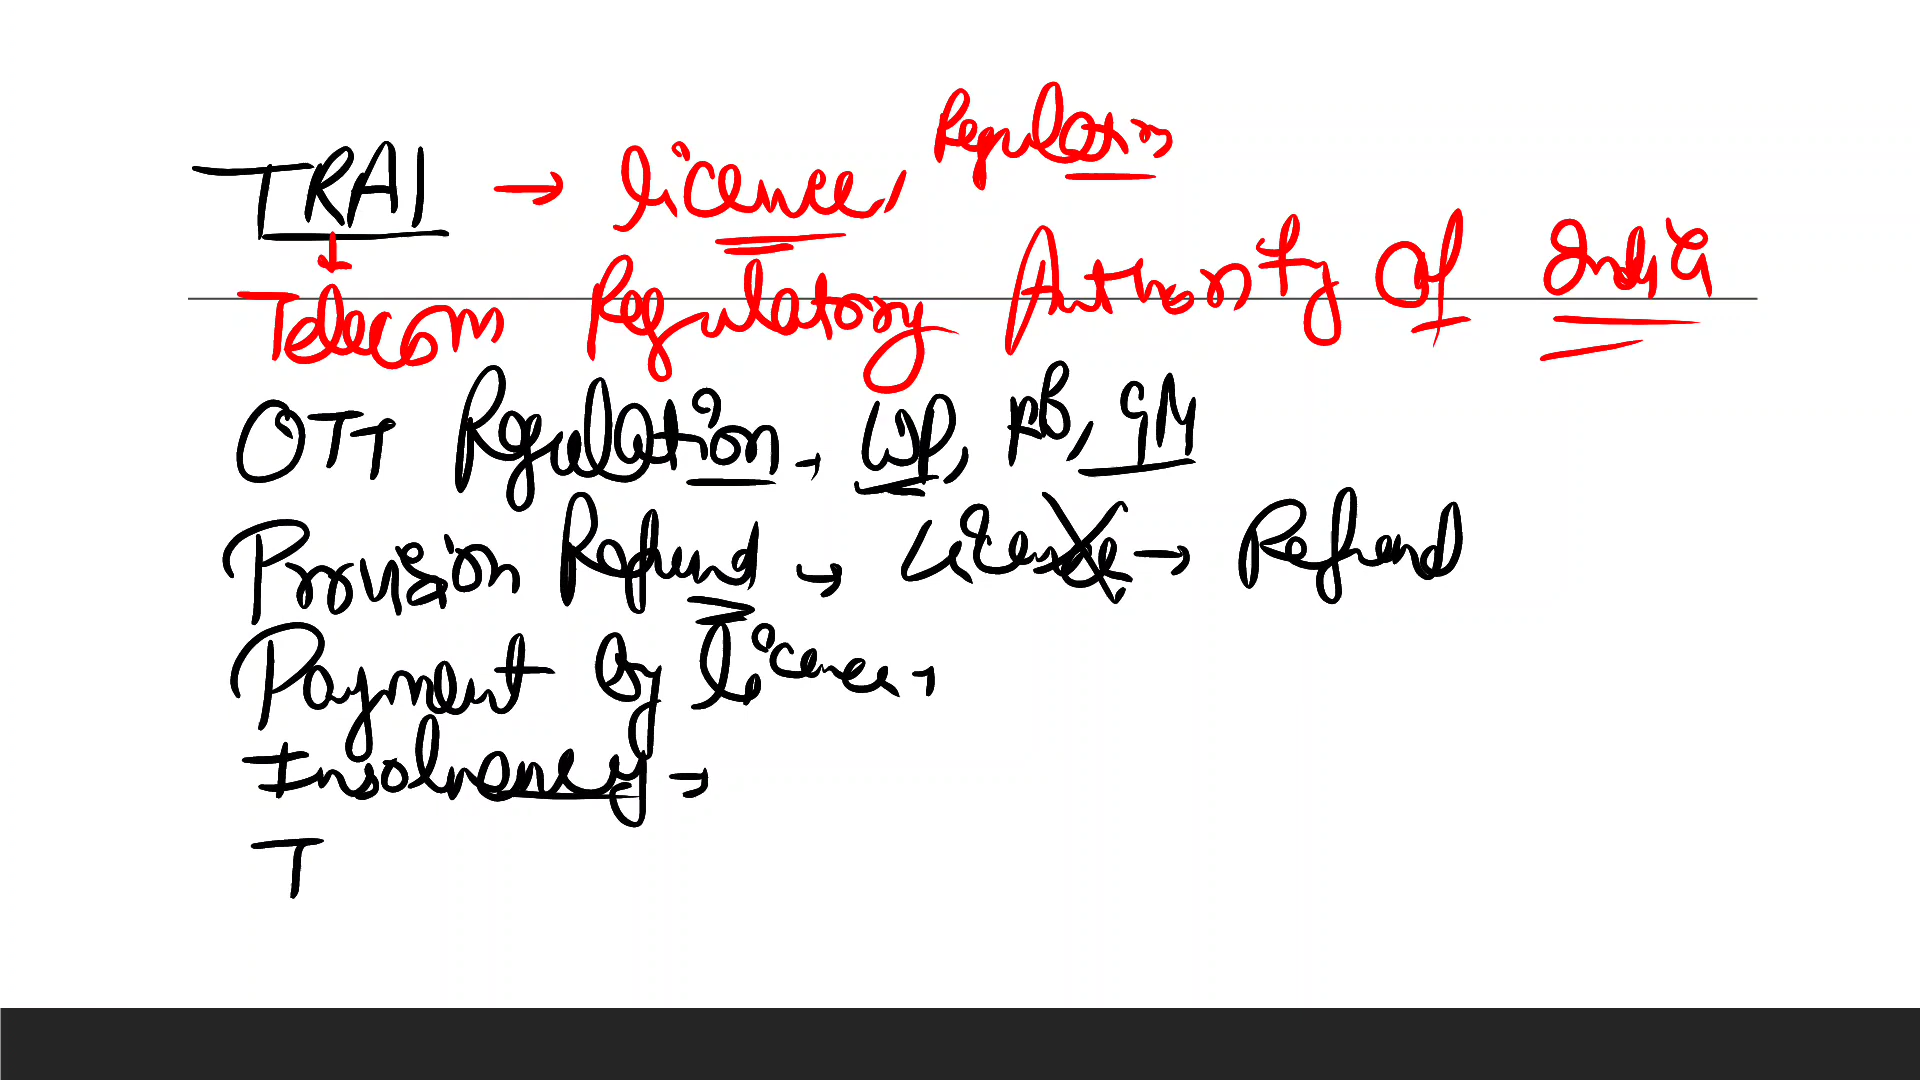 TRAI → licence, Regulation
Telecom Regulatory Authority Of India
OTT Regulation → WP, FB, GM
Provision Refund → Licence → Refund
Payment by licence →
Insolvency →
T